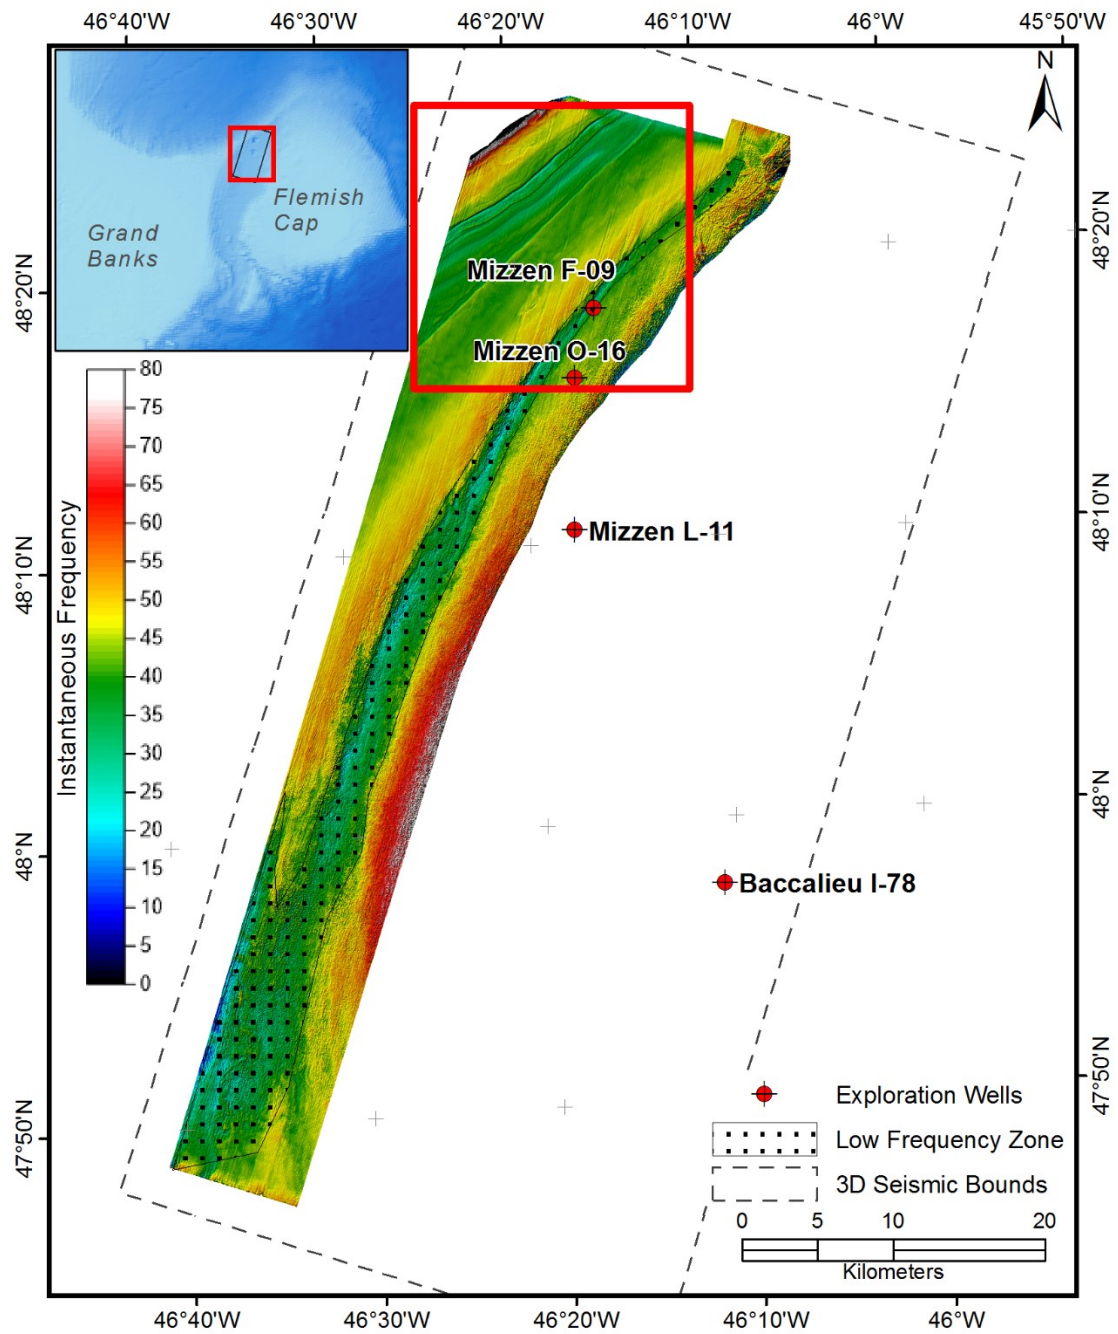 46°40'W
46°30'W
46°20'W
46°10'W
46°0'W
45°50'W
N
Grand
Banks
Flemish
Cap
48°20'N
48°20'N
Mizzen F-09
Mizzen O-16
80
75
70
65
60
55
50
45
40
35
30
25
20
15
10
5
0
Instantaneous Frequency
Mizzen L-11
48°10'N
48°10'N
48°N
48°N
Baccalieu I-78
47°50'N
47°50'N
Exploration Wells
Low Frequency Zone
3D Seismic Bounds
0 5 10 20
Kilometers
46°40'W
46°30'W
46°20'W
46°10'W
46°W